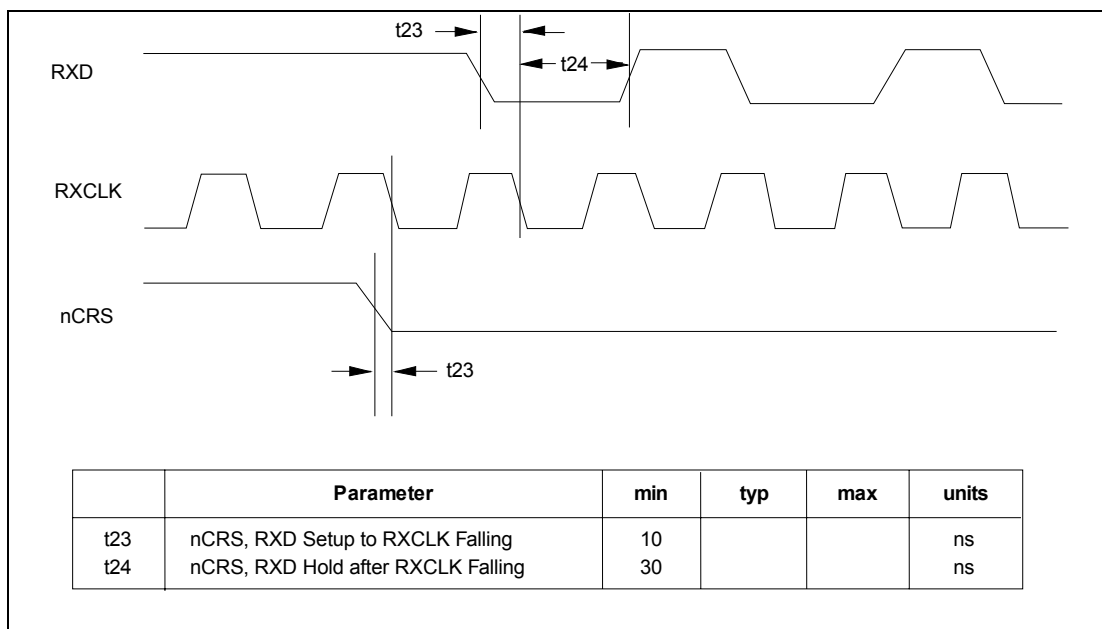 t23
t24
RXD
RXCLK
nCRS
t23
Parameter min typ max units
t23 nCRS, RXD Setup to RXCLK Falling 10 ns
t24 nCRS, RXD Hold after RXCLK Falling 30 ns